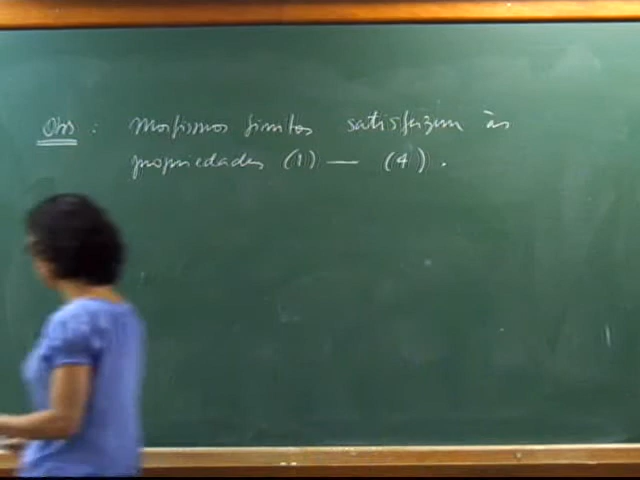 Obs : Morfismos finitos satisfazem às
propriedades (1) — (4).